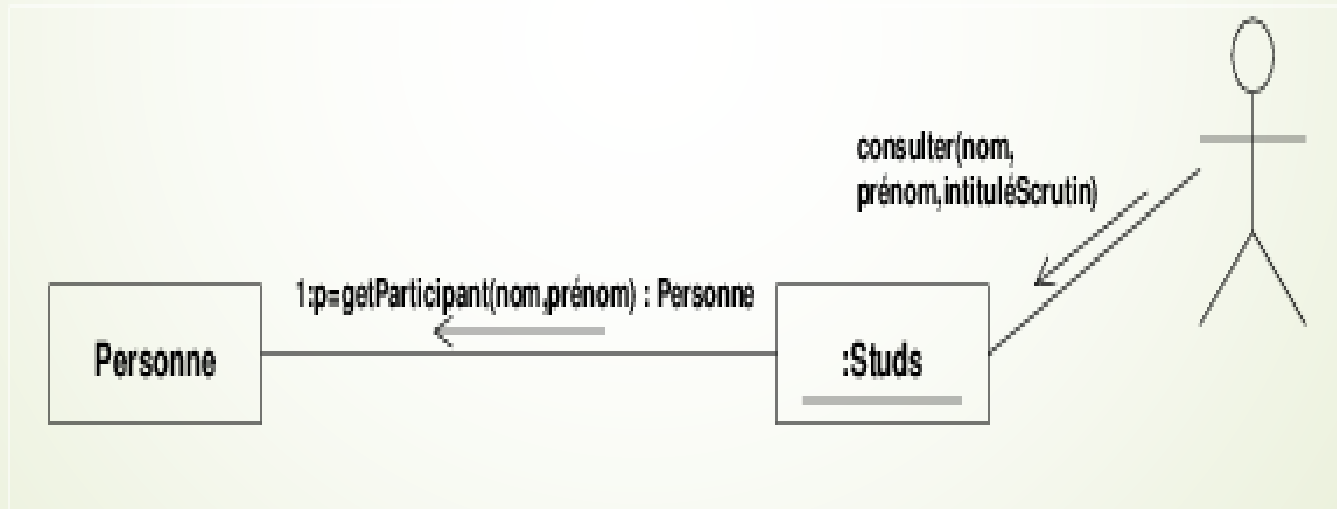 consulter(nom,
prénom,intituléScrutin)
1:p=getParticipant(nom,prénom) : Personne
Personne
:Studs